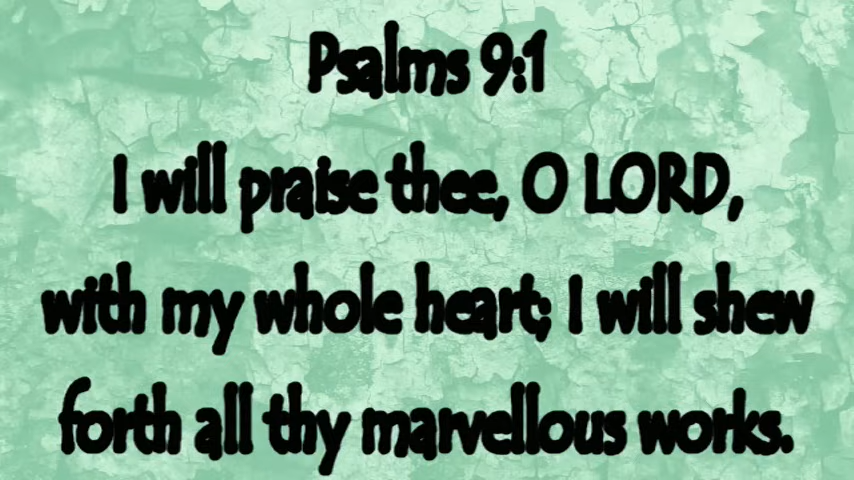 Psalms 9:1
I will praise thee, O LORD,
with my whole heart; I will shew
forth all thy marvellous works.